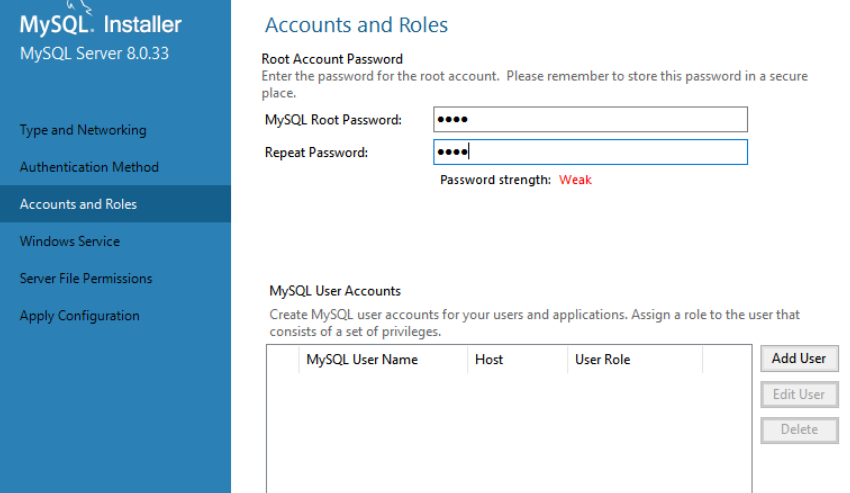 MySQL. Installer
MySQL Server 8.0.33
Type and Networking
Authentication Method
Accounts and Roles
Windows Service
Server File Permissions
Apply Configuration
Accounts and Roles
Root Account Password
Enter the password for the root account. Please remember to store this password in a secure
place.
MySQL Root Password: ●●●●
Repeat Password: ●●●●
Password strength: Weak
MySQL User Accounts
Create MySQL user accounts for your users and applications. Assign a role to the user that
consists of a set of privileges.
MySQL User Name Host User Role
Add User
Edit User
Delete